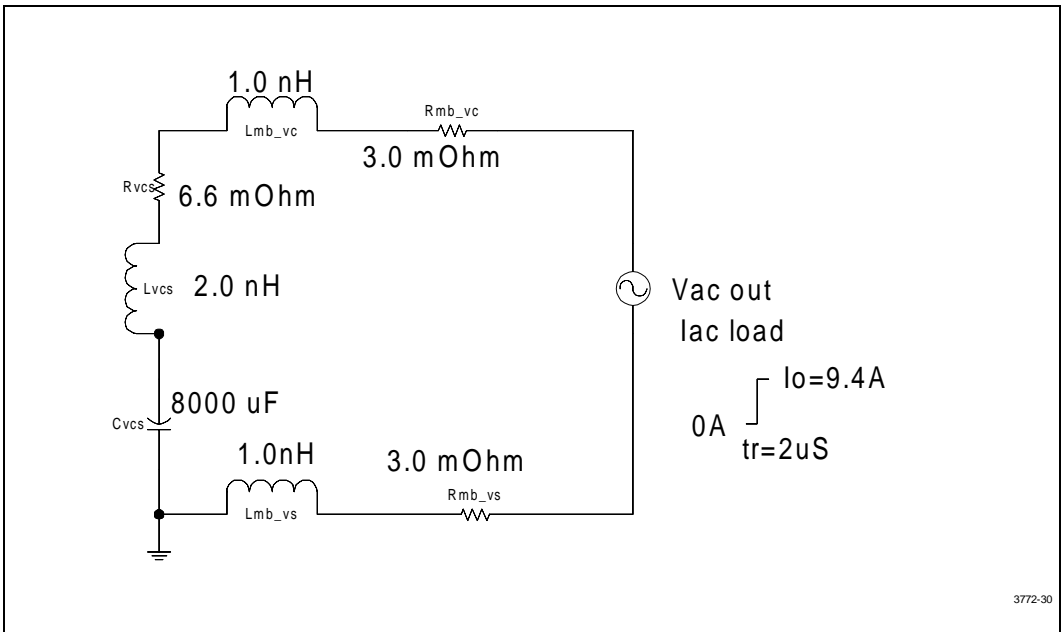 1.0 nH
Lmb_vc
Rmb_vc
3.0 mOhm
Rvcs
6.6 mOhm
Lvcs
2.0 nH
Vac out
Iac load
Io=9.4A
0A
tr=2uS
8000 uF
Cvcs
1.0nH
3.0 mOhm
Lmb_vs
Rmb_vs
3772-30